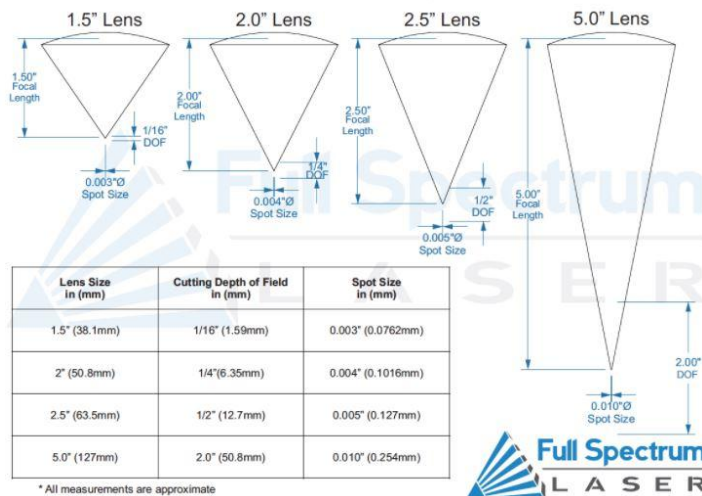 1.5" Lens
2.0" Lens
2.5" Lens
5.0" Lens
1.50"
Focal
Length
1/16"
DOF
0.003"Ø
Spot Size
2.00"
Focal
Length
1/4"
DOF
0.004"Ø
Spot Size
2.50"
Focal
Length
1/2"
DOF
0.005"Ø
Spot Size
5.00"
Focal
Length
2.00"
DOF
0.010"Ø
Spot Size
Full Spectrum
LASER
Lens Size Cutting Depth of Field Spot Size
in (mm) in (mm) in (mm)
1.5" (38.1mm) 1/16" (1.59mm) 0.003" (0.0762mm)
2" (50.8mm) 1/4"(6.35mm) 0.004" (0.1016mm)
2.5" (63.5mm) 1/2" (12.7mm) 0.005" (0.127mm)
5.0" (127mm) 2.0" (50.8mm) 0.010" (0.254mm)
* All measurements are approximate
Full Spectrum
LASER